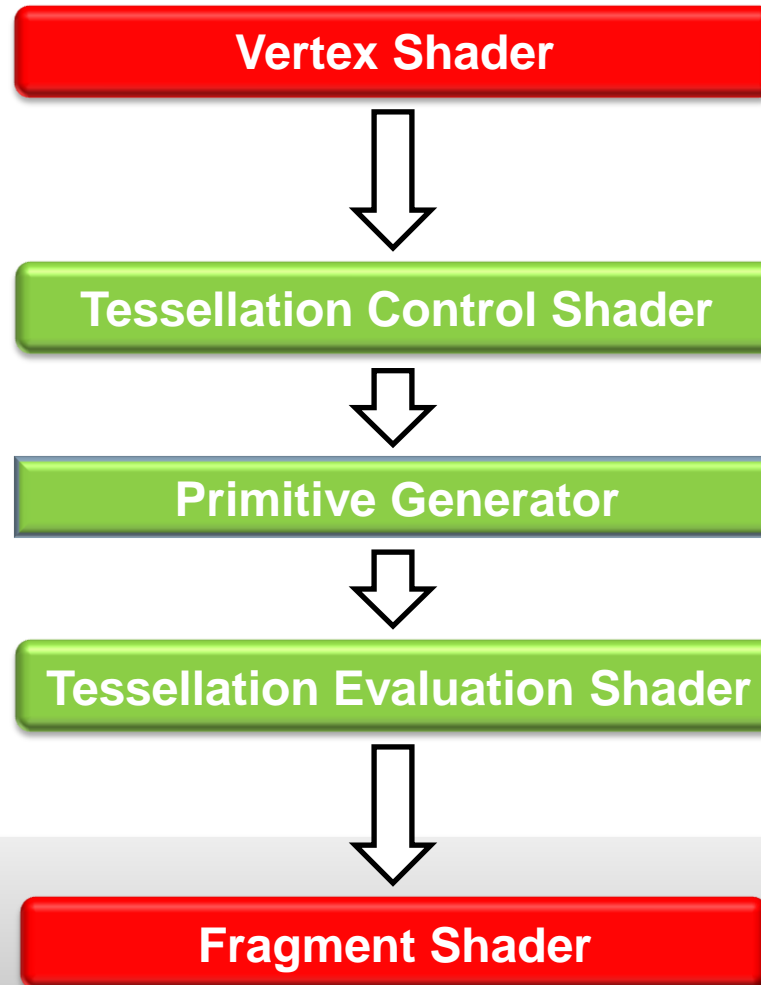 Vertex Shader
Tessellation Control Shader
Primitive Generator
Tessellation Evaluation Shader
Fragment Shader